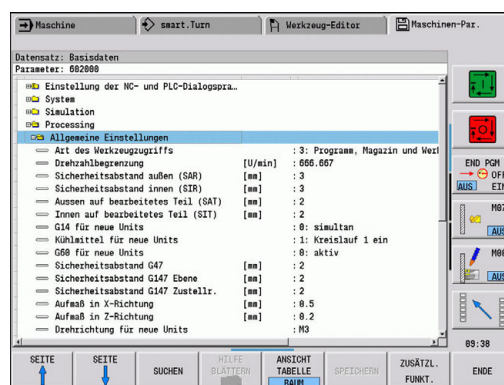 Maschine
smart.Turn
Werkzeug-Editor
Maschinen-Par.
Datensatz: Basisdaten
Parameter: 602000
Einstellung der NC- und PLC-Dialogspra…
System
Simulation
Processing
Allgemeine Einstellungen
Art des Werkzeugzugriffs : 3: Programm, Magazin und Werl
Drehzahlbegrenzung [U/min] : 666.667
Sicherheitsabstand außen (SAR) [mm] : 3
Sicherheitsabstand innen (SIR) [mm] : 3
Aussen auf bearbeitetes Teil (SAT) [mm] : 2
Innen auf bearbeitetes Teil (SIT) [mm] : 2
G14 für neue Units : 0: simultan
Kühlmittel für neue Units : 1: Kreislauf 1 ein
G60 für neue Units : 0: aktiv
Sicherheitsabstand G47 [mm] : 2
Sicherheitsabstand G147 Ebene [mm] : 2
Sicherheitsabstand G147 Zustellr. [mm] : 2
Aufmaß in X-Richtung [mm] : 0.5
Aufmaß in Z-Richtung [mm] : 0.2
Drehrichtung für neue Units : M3
END PGM
OFF
AUS EIN
M07
AUS
M08
AUS
09:38
SEITE
SEITE
SUCHEN
HILFE
BLÄTTERN
ANSICHT
TABELLE
BAUM
SPEICHERN
ZUSÄTZL.
FUNKT.
ENDE